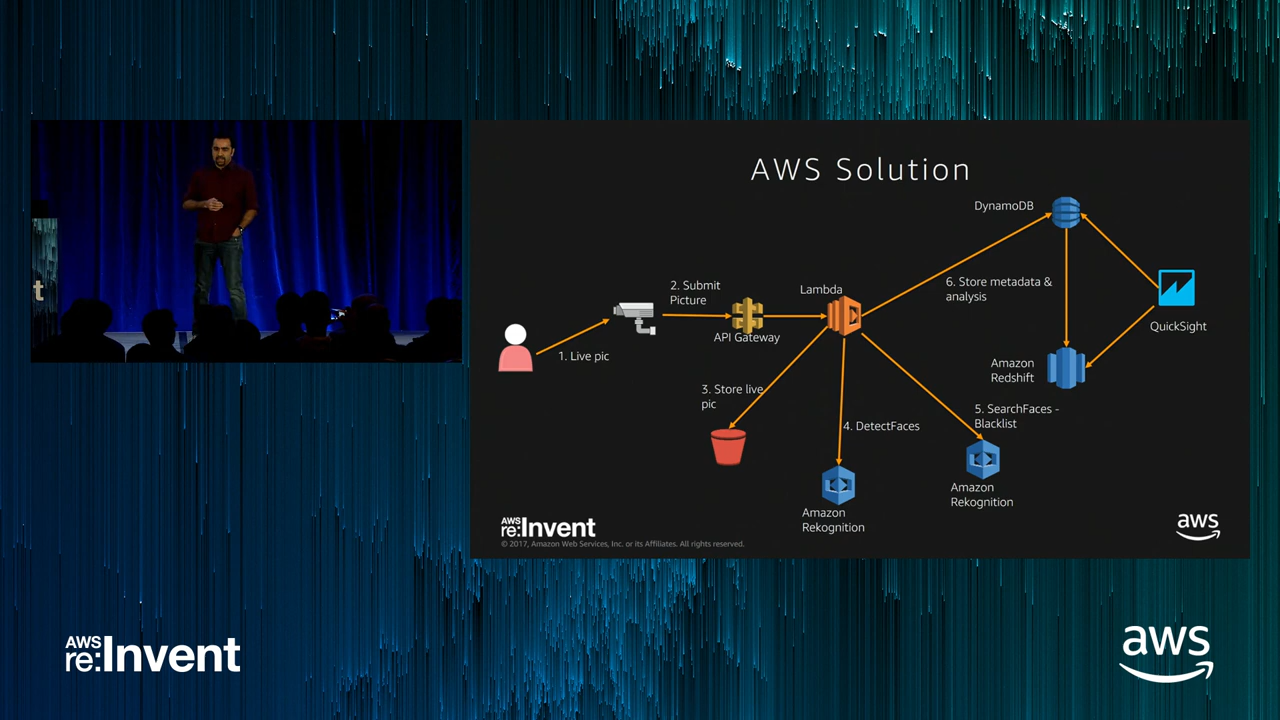 AWS Solution
DynamoDB
2. Submit
Picture
Lambda
6. Store metadata &
analysis
API Gateway
QuickSight
1. Live pic
Amazon
Redshift
3. Store live
pic
4. DetectFaces
5. SearchFaces -
Blacklist
Amazon
Rekognition
Amazon
Rekognition
AWS
re:Invent
© 2017, Amazon Web Services, Inc. or its Affiliates. All rights reserved.
aws
t
AWS
re:Invent
aws